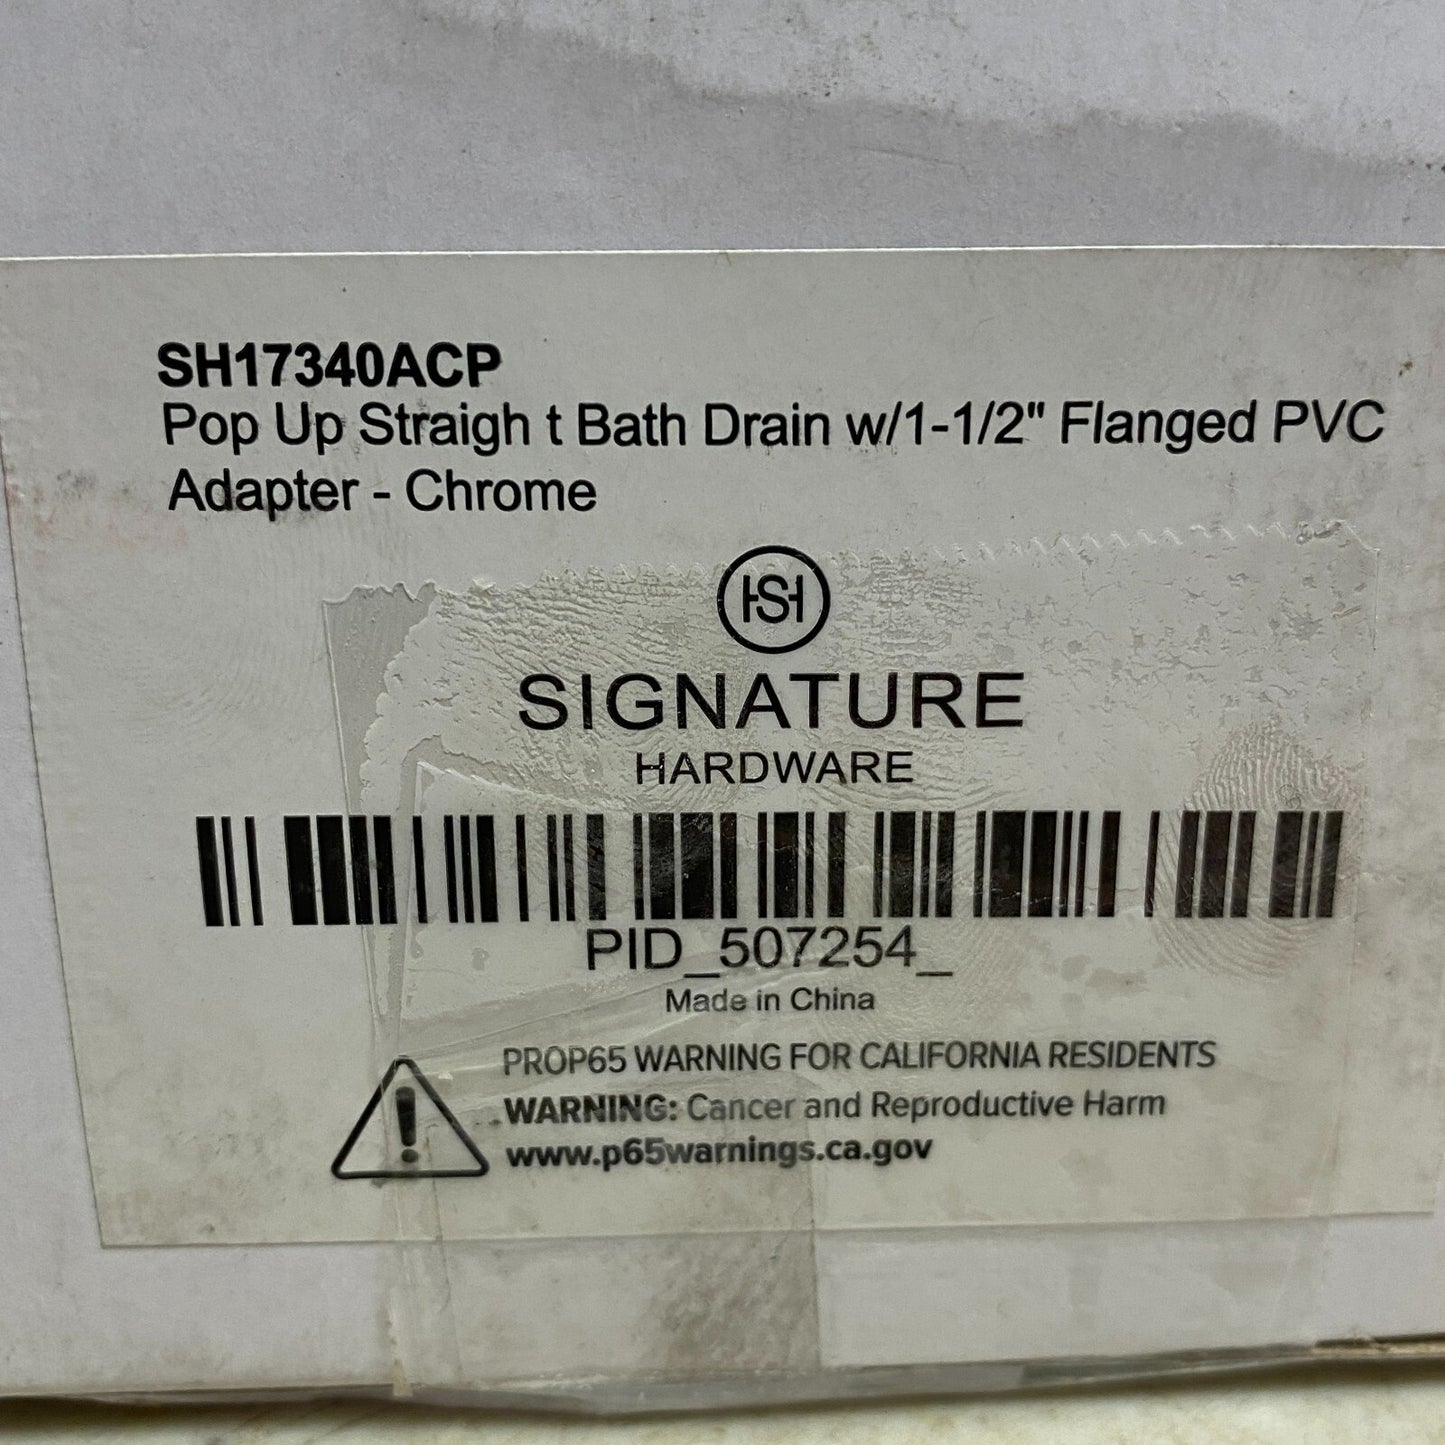 SH17340ACP
Pop Up Straigh t Bath Drain w/1-1/2" Flanged PVC
Adapter - Chrome
HSH
SIGNATURE
HARDWARE
PID_507254_
Made in China
PROP65 WARNING FOR CALIFORNIA RESIDENTS
WARNING: Cancer and Reproductive Harm
www.p65warnings.ca.gov